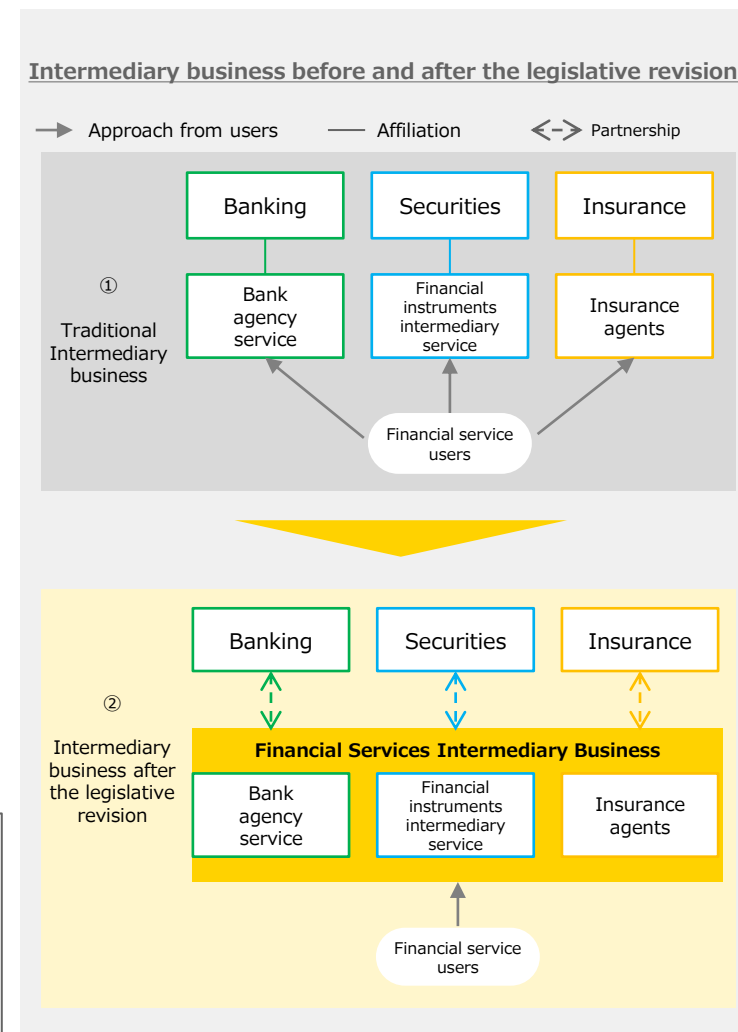 Intermediary business before and after the legislative revision
Approach from users
Affiliation
Partnership
Banking
Securities
Insurance
①
Traditional
Intermediary
business
Bank
agency
service
Financial
instruments
intermediary
service
Insurance
agents
Financial service
users
Banking
Securities
Insurance
②
Intermediary
business after
the legislative
revision
Financial Services Intermediary Business
Bank
agency
service
Financial
instruments
intermediary
service
Insurance
agents
Financial service
users